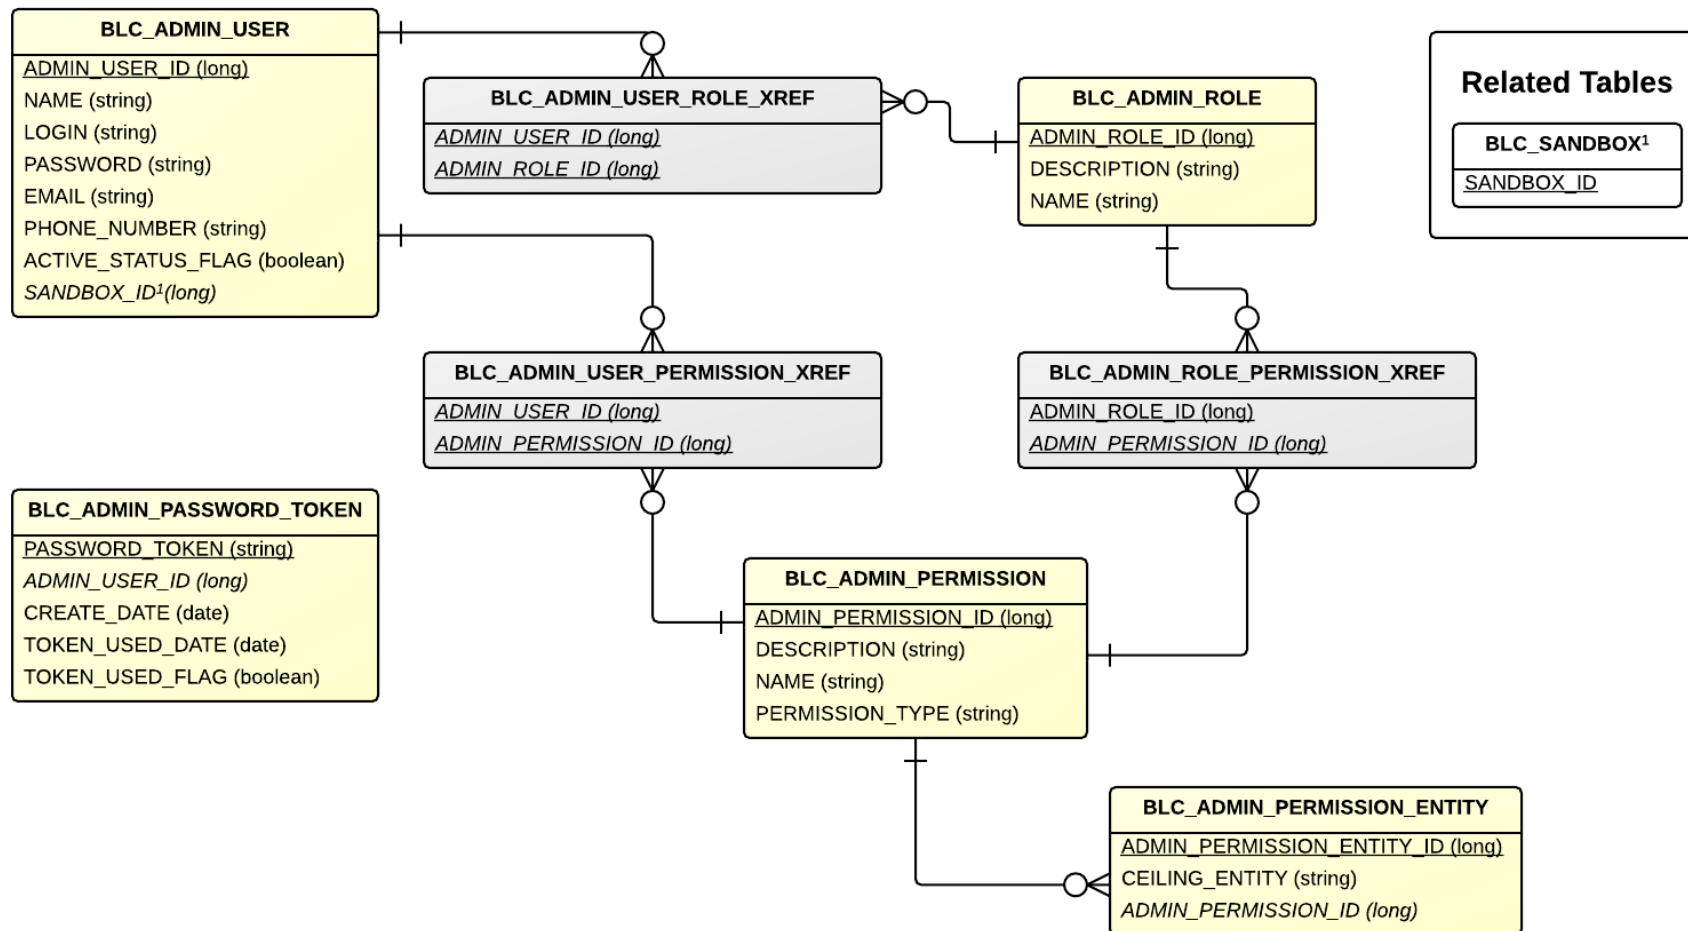 BLC_ADMIN_USER
ADMIN_USER_ID (long)
NAME (string)
LOGIN (string)
PASSWORD (string)
EMAIL (string)
PHONE_NUMBER (string)
ACTIVE_STATUS_FLAG (boolean)
SANDBOX_ID¹(long)
BLC_ADMIN_USER_ROLE_XREF
ADMIN_USER_ID (long)
ADMIN_ROLE_ID (long)
BLC_ADMIN_ROLE
ADMIN_ROLE_ID (long)
DESCRIPTION (string)
NAME (string)
Related Tables
BLC_SANDBOX¹
SANDBOX_ID
BLC_ADMIN_USER_PERMISSION_XREF
ADMIN_USER_ID (long)
ADMIN_PERMISSION_ID (long)
BLC_ADMIN_ROLE_PERMISSION_XREF
ADMIN_ROLE_ID (long)
ADMIN_PERMISSION_ID (long)
BLC_ADMIN_PASSWORD_TOKEN
PASSWORD_TOKEN (string)
ADMIN_USER_ID (long)
CREATE_DATE (date)
TOKEN_USED_DATE (date)
TOKEN_USED_FLAG (boolean)
BLC_ADMIN_PERMISSION
ADMIN_PERMISSION_ID (long)
DESCRIPTION (string)
NAME (string)
PERMISSION_TYPE (string)
BLC_ADMIN_PERMISSION_ENTITY
ADMIN_PERMISSION_ENTITY_ID (long)
CEILING_ENTITY (string)
ADMIN_PERMISSION_ID (long)